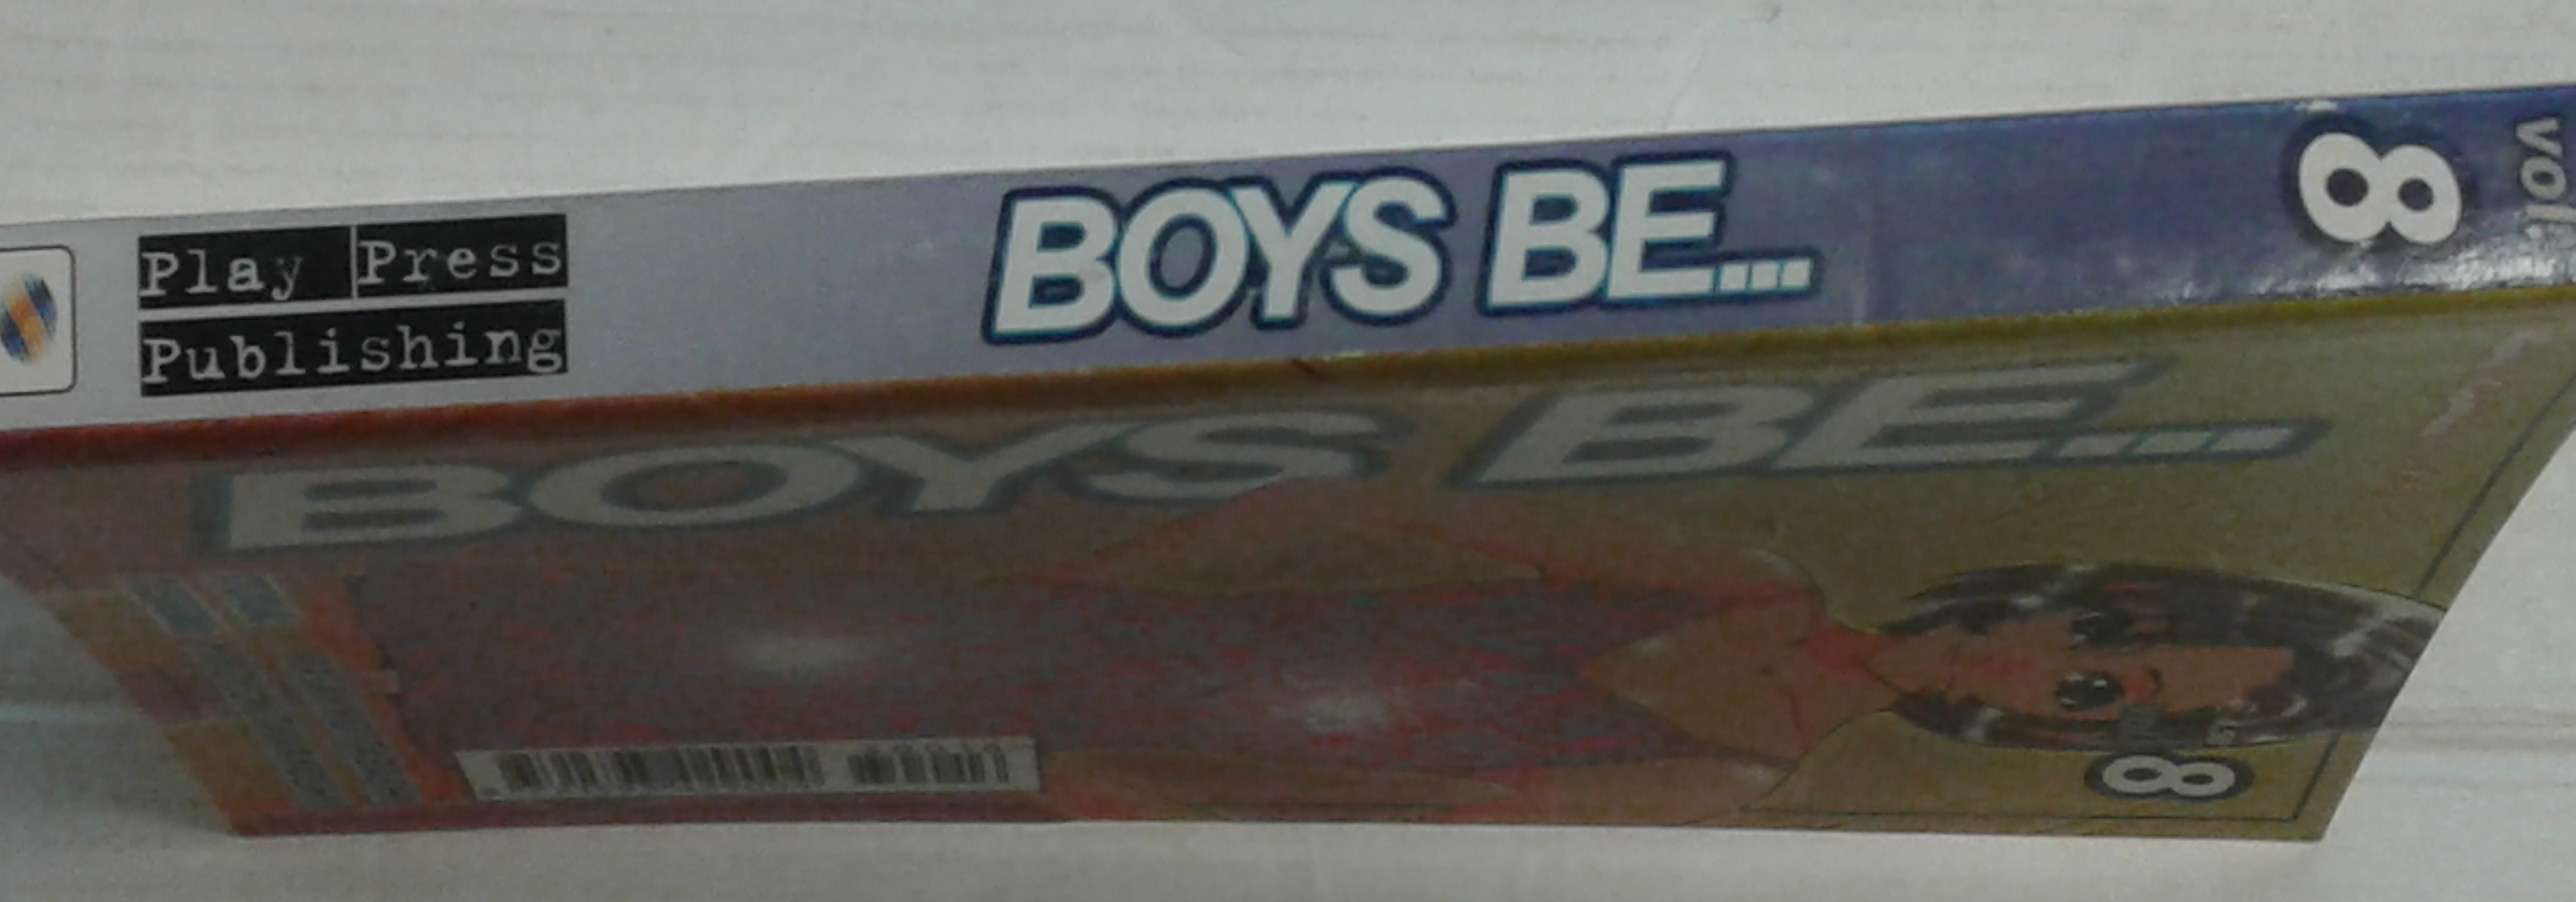 Play Press
Publishing
BOYS BE...
8
vol.
BOYS BE...
8